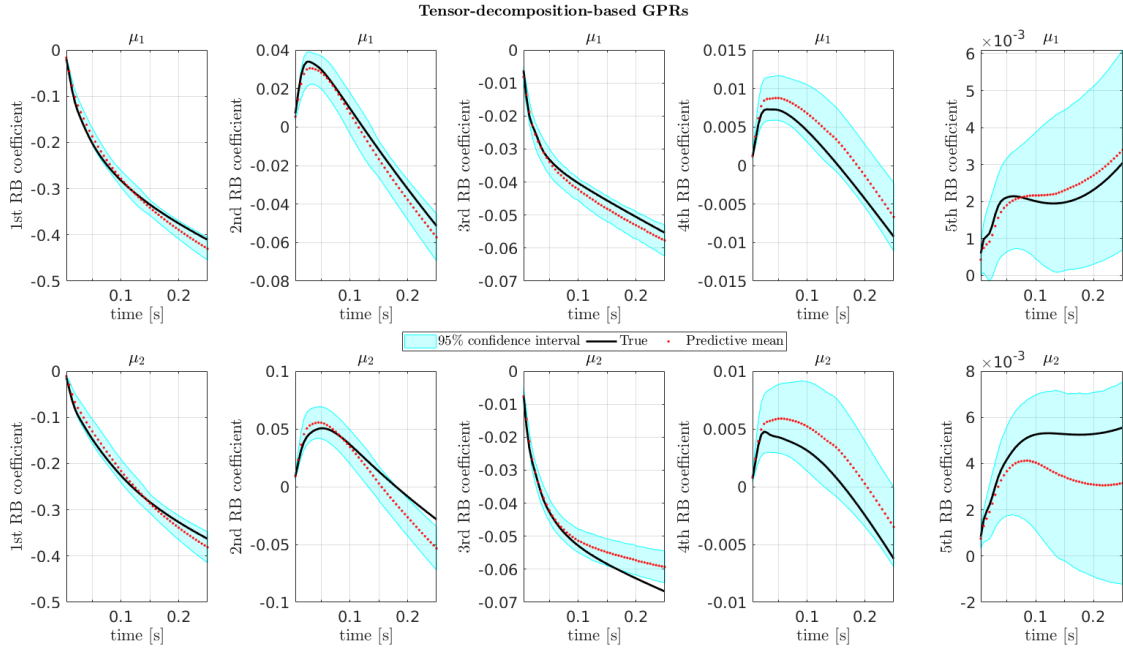 Tensor-decomposition-based GPRs
μ1 μ1 μ1 μ1 ×10^-3 μ1
0 0.04 0 0.015 6
-0.1 0.02 -0.01 0.01 5
-0.2 0 -0.02 0.005 4
-0.3 -0.02 -0.03 0 3
-0.4 -0.04 -0.04 -0.005 2
-0.5 -0.06 -0.05 -0.01 1
-0.08 -0.06 -0.015 0
-0.07
1st RB coefficient
2nd RB coefficient
3rd RB coefficient
4th RB coefficient
5th RB coefficient
0.1 0.2 0.1 0.2 0.1 0.2 0.1 0.2 0.1 0.2
time [s] time [s] time [s] time [s] time [s]
95% confidence interval True Predictive mean
μ2 μ2 μ2 μ2 ×10^-3 μ2
0 0.1 0 0.01 8
-0.1 0.05 -0.01 0.005 6
-0.2 0 -0.02 0 4
-0.3 -0.05 -0.03 -0.005 2
-0.4 -0.1 -0.04 -0.01 0
-0.5 -0.05 -2
-0.06
-0.07
1st RB coefficient
2nd RB coefficient
3rd RB coefficient
4th RB coefficient
5th RB coefficient
0.1 0.2 0.1 0.2 0.1 0.2 0.1 0.2 0.1 0.2
time [s] time [s] time [s] time [s] time [s]